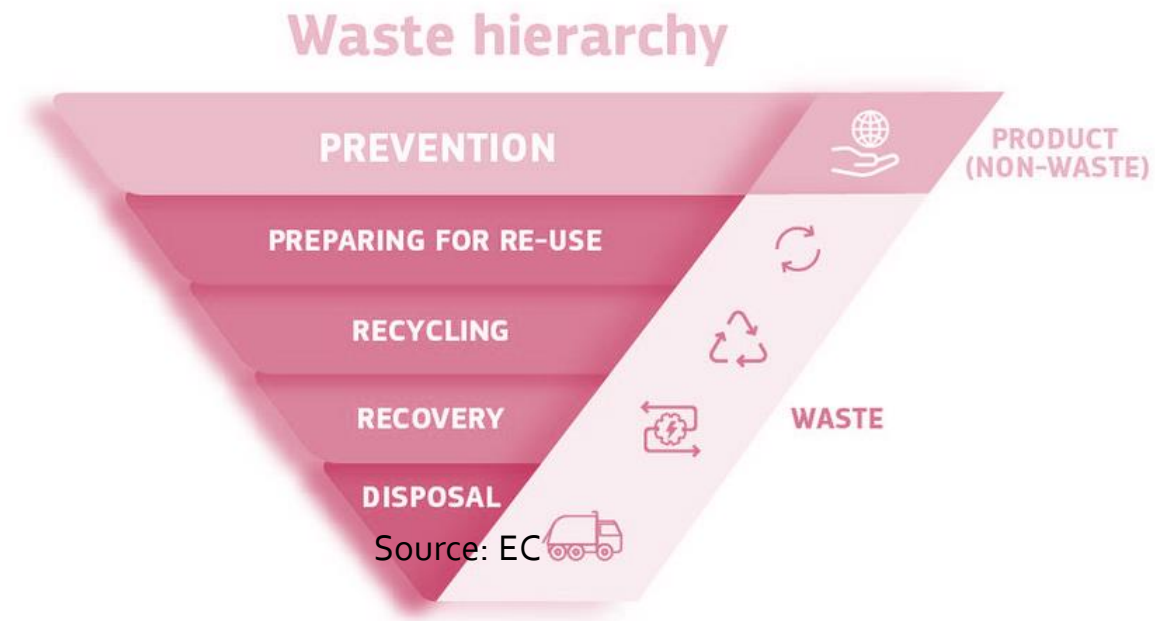 Waste hierarchy
PREVENTION
PRODUCT
(NON-WASTE)
PREPARING FOR RE-USE
RECYCLING
RECOVERY
WASTE
DISPOSAL
Source: EC